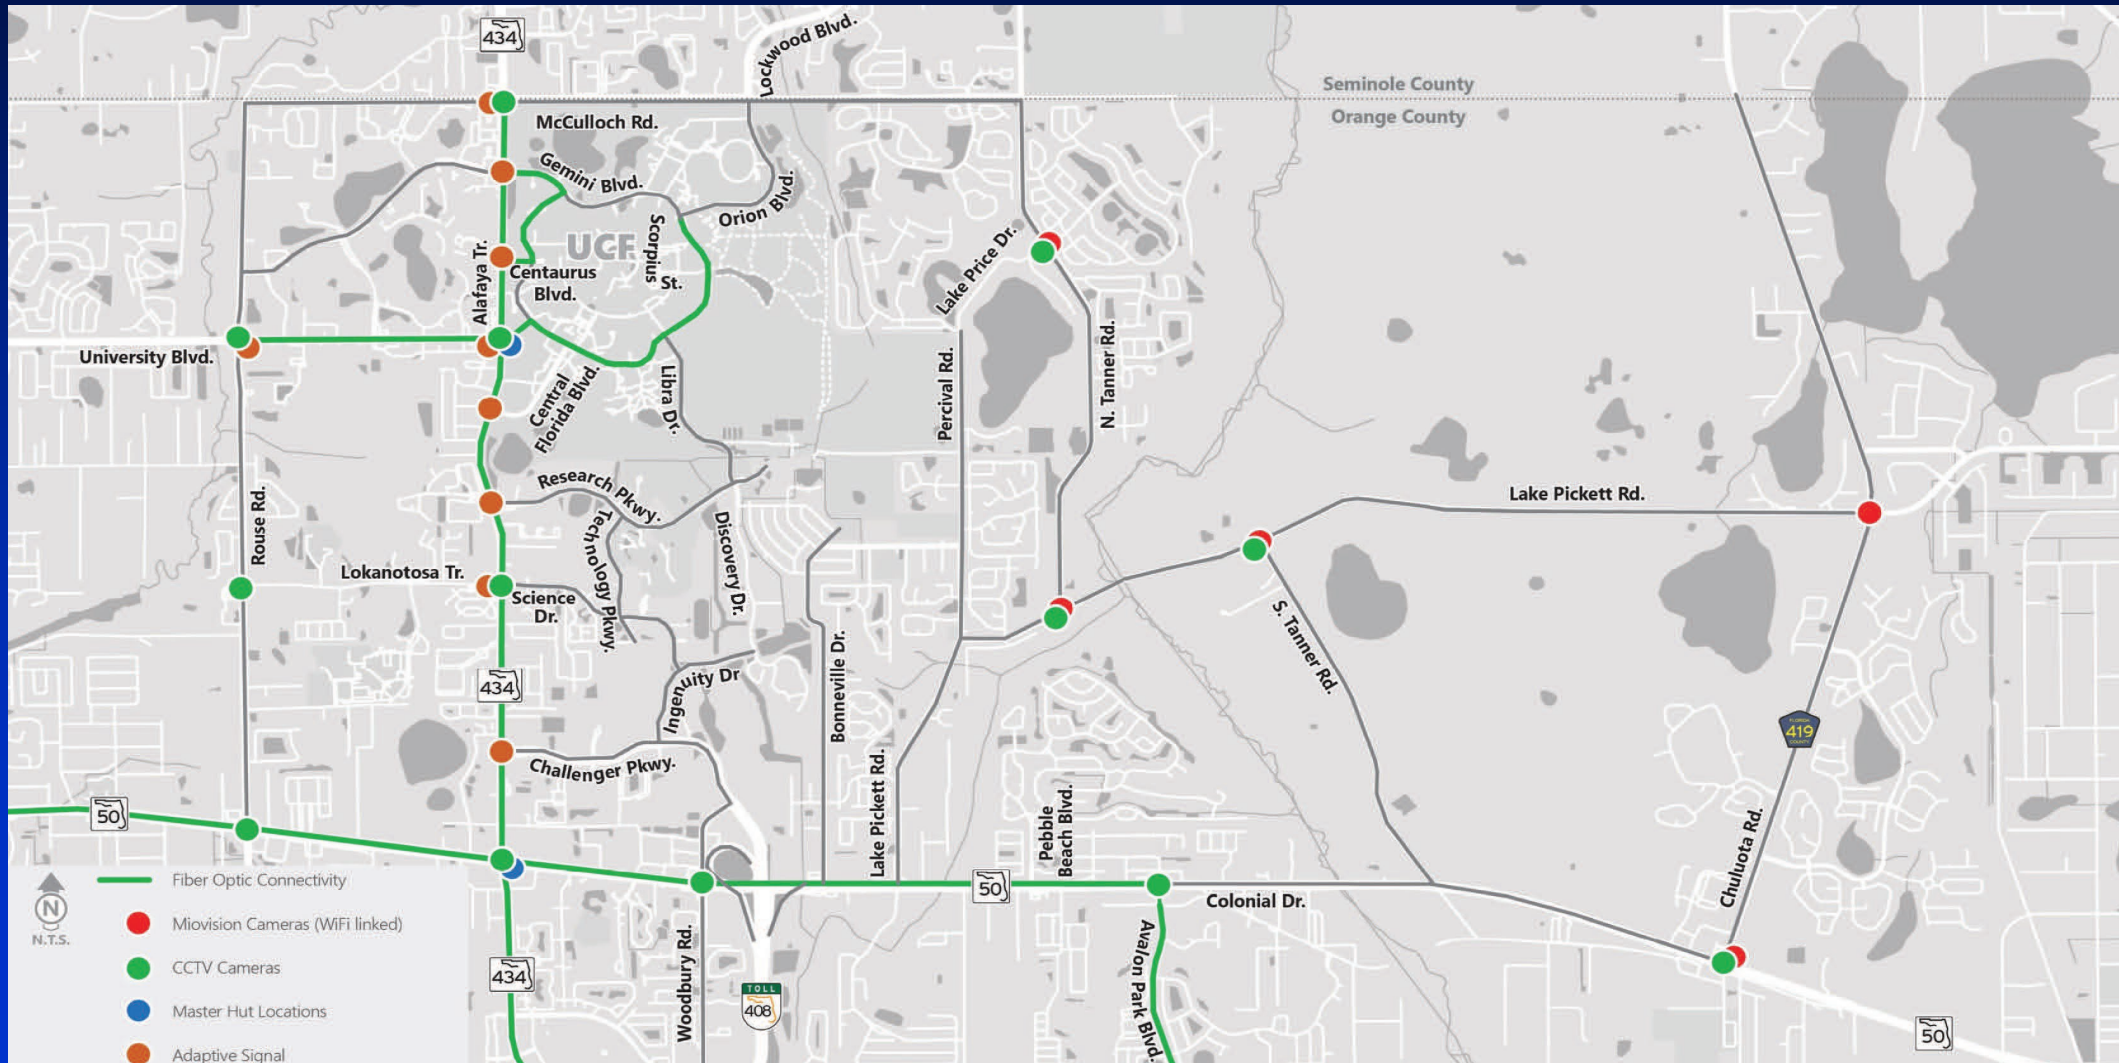 434
Lockwood Blvd.
Seminole County
Orange County
McCulloch Rd.
Gemini Blvd.
Orion Blvd.
UCF
Scorpius
St.
Alafaya Tr.
Centaurus
Blvd.
Lake Price Dr.
University Blvd.
Central
Florida Blvd.
Libra Dr.
Percival Rd.
N. Tanner Rd.
Rouse Rd.
Research Pkwy.
Technology Pkwy.
Discovery Dr.
Lake Pickett Rd.
Lokanotosa Tr.
Science
Dr.
S. Tanner Rd.
Bonneville Dr.
434
Ingenuity Dr
FLORIDA
419
COUNTY
Challenger Pkwy.
Lake Pickett Rd.
Pebble
Beach Blvd.
Chuluota Rd.
50
50
Colonial Dr.
Woodbury Rd.
Avalon Park Blvd.
434
TOLL
408
50
N
N.T.S.
Fiber Optic Connectivity
Miovision Cameras (WiFi linked)
CCTV Cameras
Master Hut Locations
Adaptive Signal